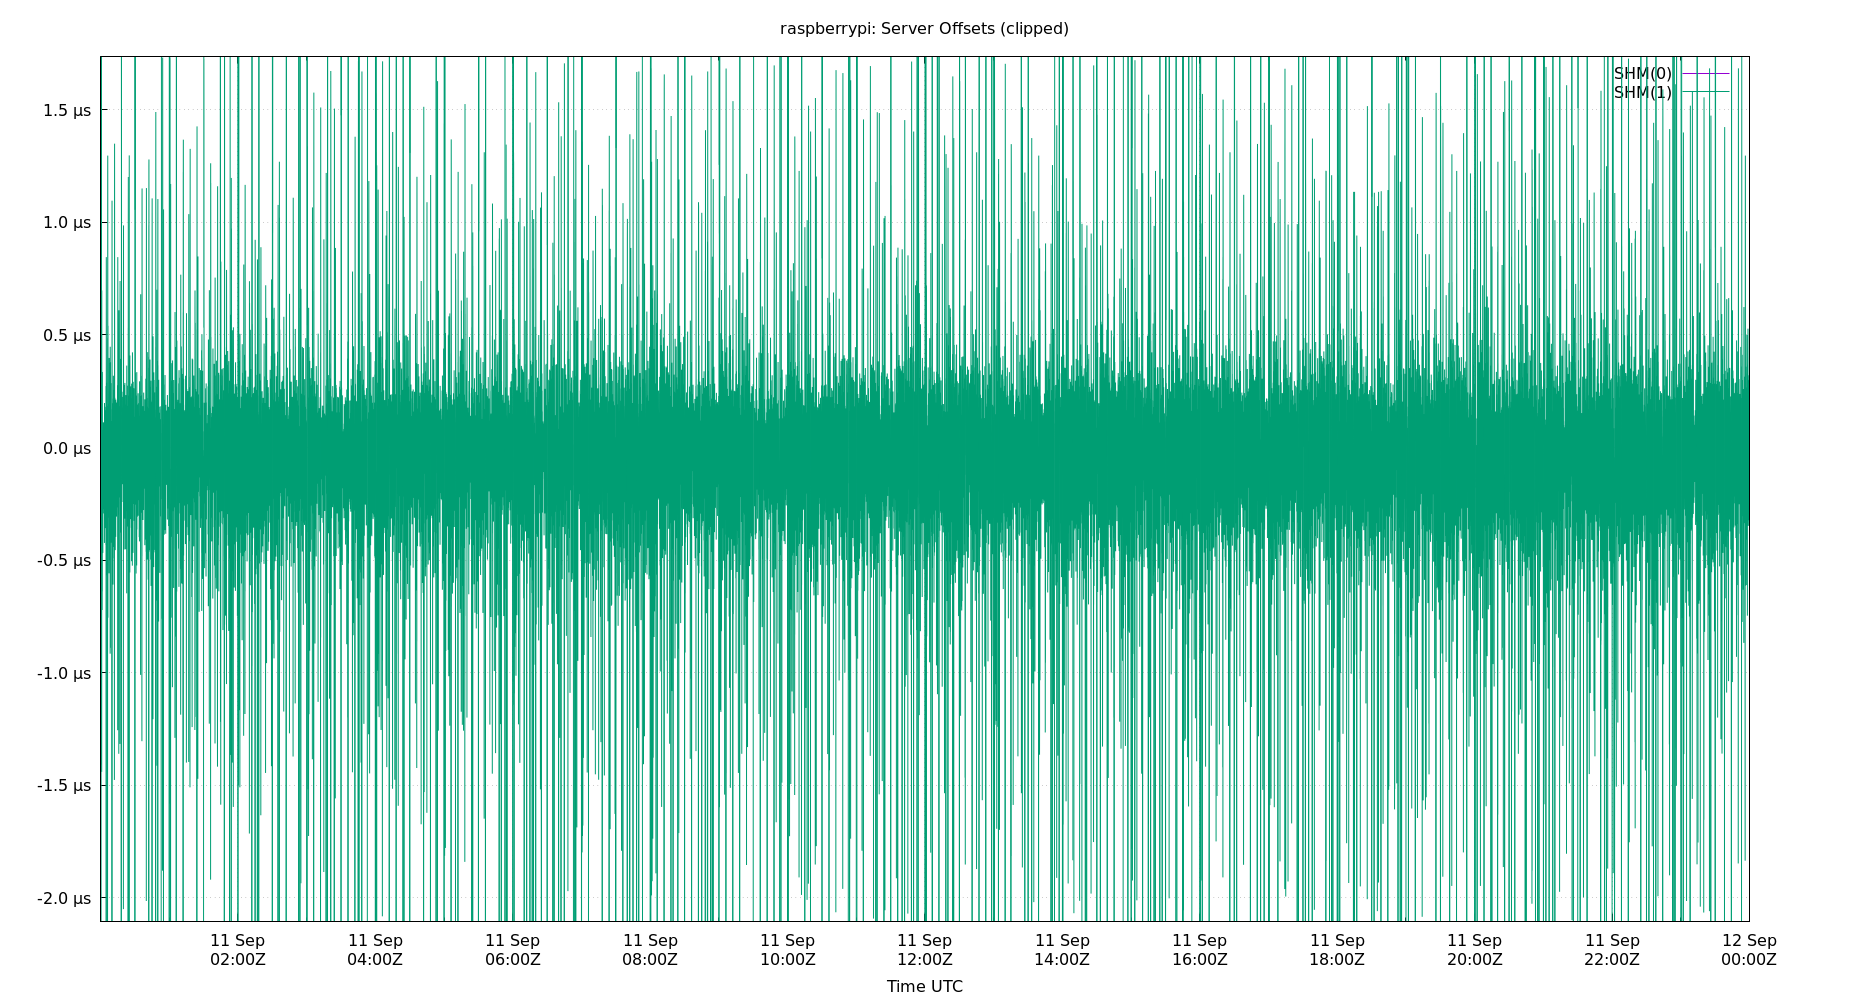 raspberrypi: Server Offsets (clipped)
SHM(0)
SHM(1)
1.5 µs
1.0 µs
0.5 µs
0.0 µs
-0.5 µs
-1.0 µs
-1.5 µs
-2.0 µs
11 Sep 11 Sep 11 Sep 11 Sep 11 Sep 11 Sep 11 Sep 11 Sep 11 Sep 11 Sep 11 Sep 12 Sep
02:00Z 04:00Z 06:00Z 08:00Z 10:00Z 12:00Z 14:00Z 16:00Z 18:00Z 20:00Z 22:00Z 00:00Z
Time UTC